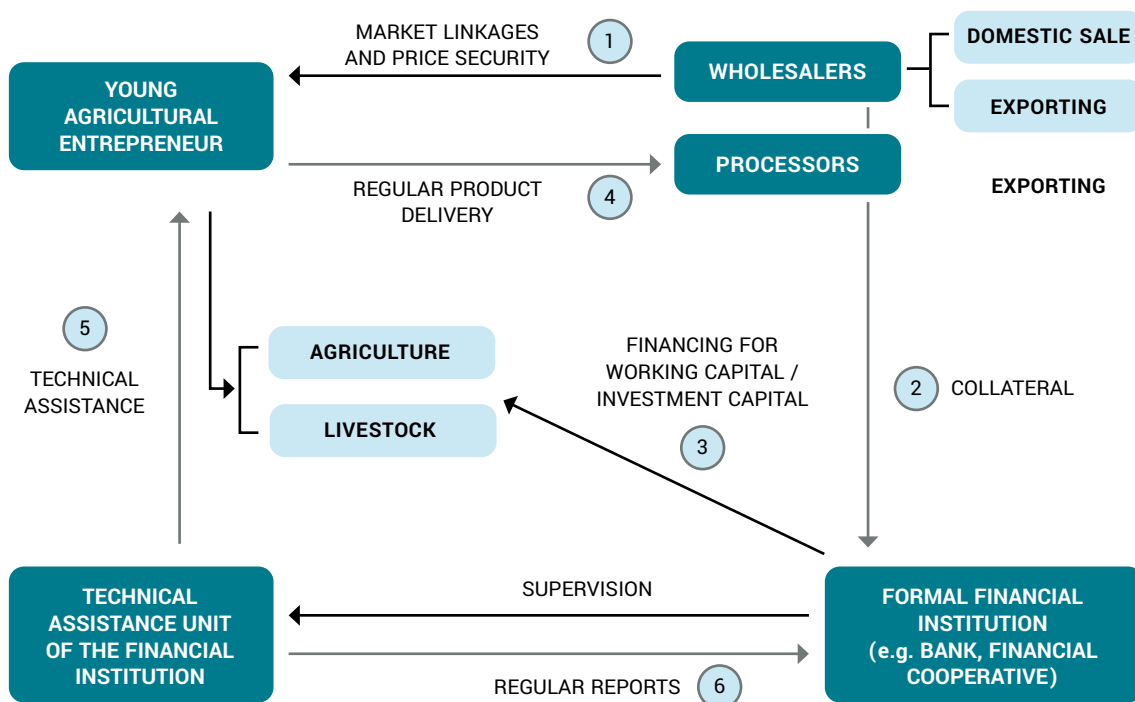 MARKET LINKAGES
AND PRICE SECURITY
1
DOMESTIC SALE
WHOLESALERS
EXPORTING
YOUNG
AGRICULTURAL
ENTREPRENEUR
PROCESSORS
EXPORTING
REGULAR PRODUCT
DELIVERY
4
5
TECHNICAL
ASSISTANCE
AGRICULTURE
LIVESTOCK
FINANCING FOR
WORKING CAPITAL /
INVESTMENT CAPITAL
3
2
COLLATERAL
TECHNICAL
ASSISTANCE UNIT
OF THE FINANCIAL
INSTITUTION
SUPERVISION
REGULAR REPORTS
6
FORMAL FINANCIAL
INSTITUTION
(e.g. BANK, FINANCIAL
COOPERATIVE)